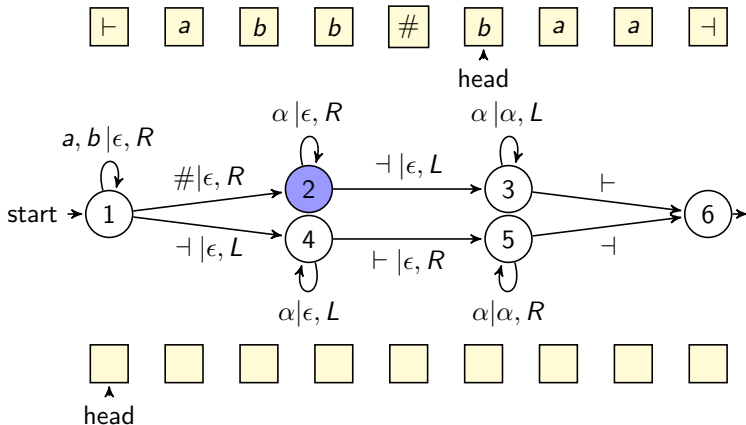 ⊢ a b b # b a a ⊣
head
α|ϵ, R α|α, L
a, b|ϵ, R
#|ϵ, R 2 ⊣|ϵ, L 3 ⊢
start 1 6
⊣|ϵ, L 4 ⊢|ϵ, R 5 ⊣
α|ϵ, L α|α, R
head